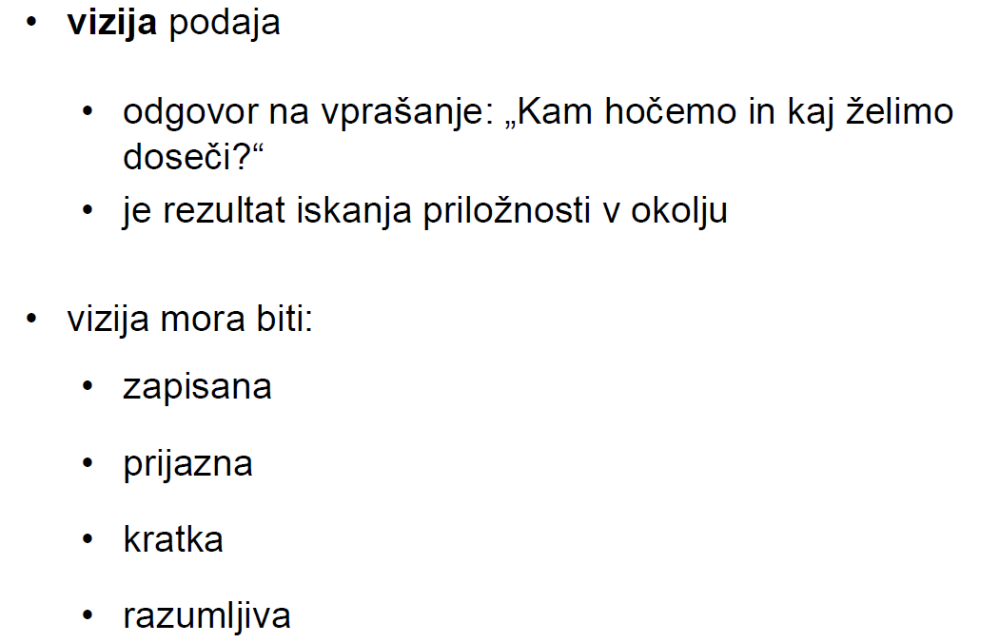 • vizija podaja
• odgovor na vprašanje: „Kam hočemo in kaj želimo
doseči?“
• je rezultat iskanja priložnosti v okolju
• vizija mora biti:
• zapisana
• prijazna
• kratka
• razumljiva